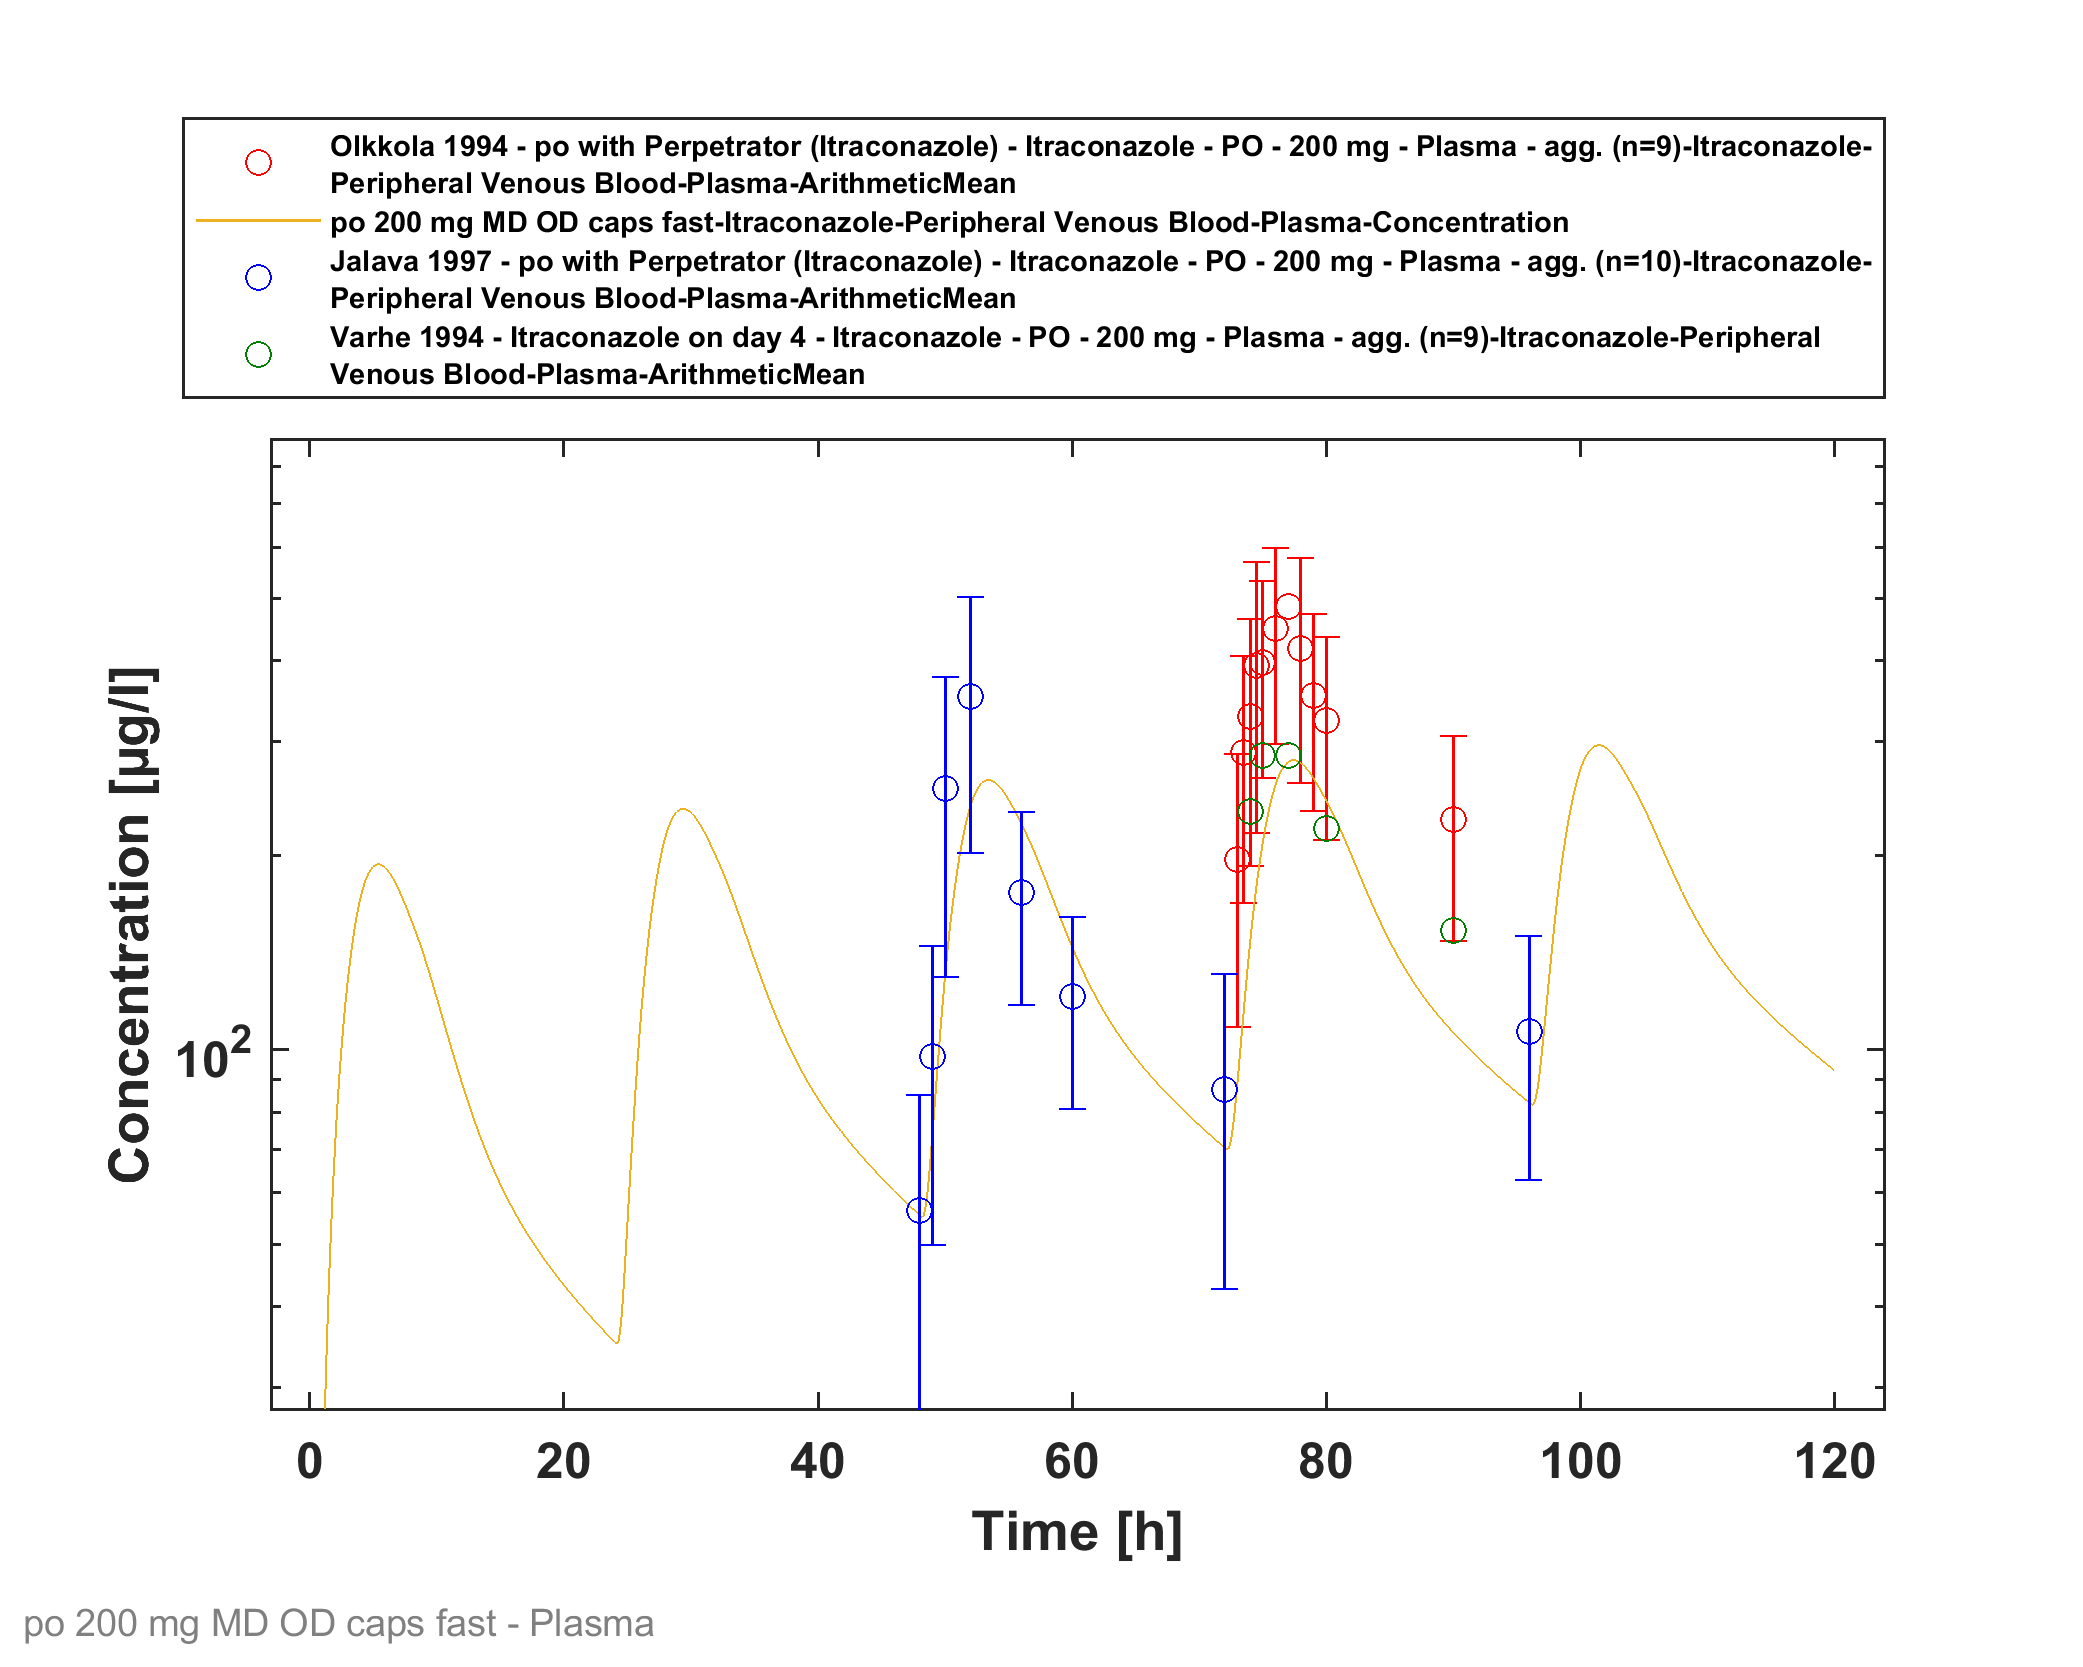 Olkkola 1994 - po with Perpetrator (Itraconazole) - Itraconazole - PO - 200 mg - Plasma - agg. (n=9)-Itraconazole-
Peripheral Venous Blood-Plasma-ArithmeticMean
po 200 mg MD OD caps fast-Itraconazole-Peripheral Venous Blood-Plasma-Concentration
Jalava 1997 - po with Perpetrator (Itraconazole) - Itraconazole - PO - 200 mg - Plasma - agg. (n=10)-Itraconazole-
Peripheral Venous Blood-Plasma-ArithmeticMean
Varhe 1994 - Itraconazole on day 4 - Itraconazole - PO - 200 mg - Plasma - agg. (n=9)-Itraconazole-Peripheral
Venous Blood-Plasma-ArithmeticMean
Concentration [µg/l]
10²
0 20 40 60 80 100 120
Time [h]
po 200 mg MD OD caps fast - Plasma